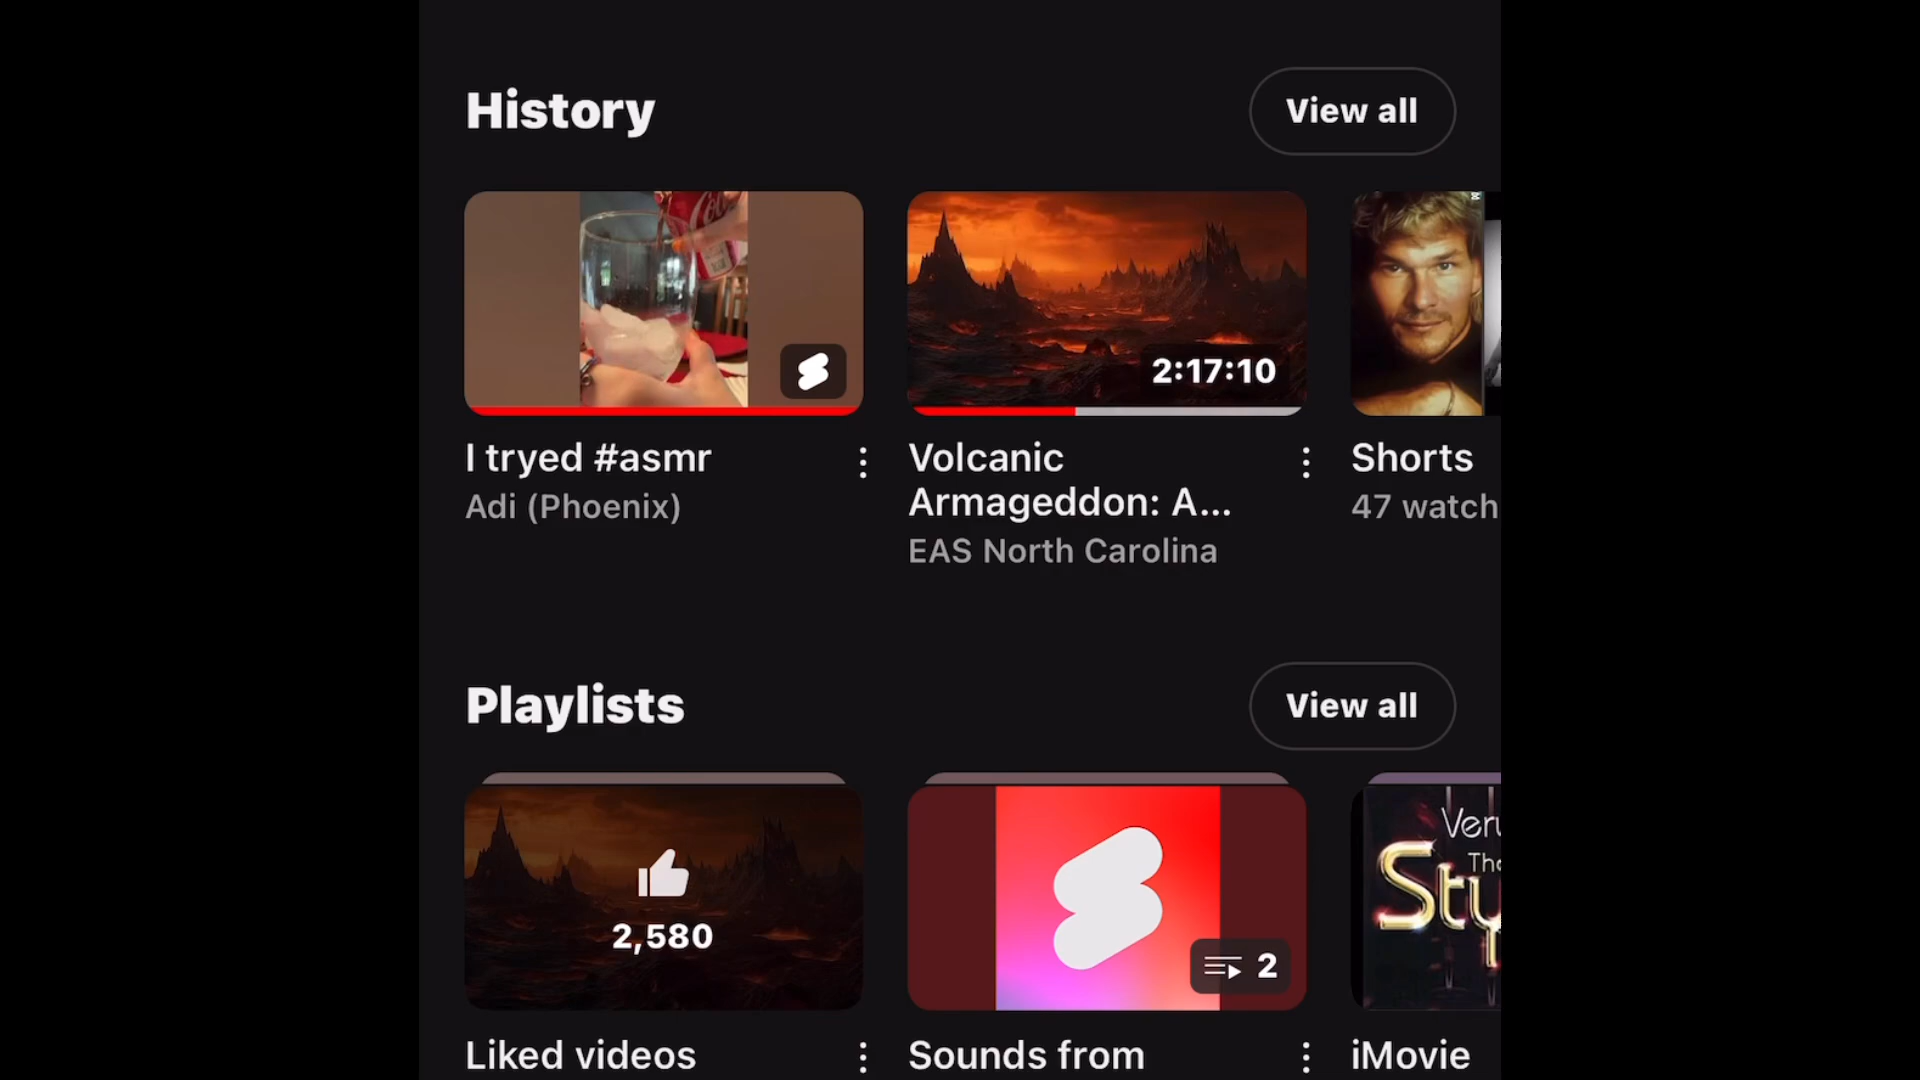 History
View all
2:17:10
I tryed #asmr
Adi (Phoenix)
Volcanic
Armageddon: A...
EAS North Carolina
Shorts
47 watch
Playlists
View all
2,580
2
Liked videos
Sounds from
iMovie